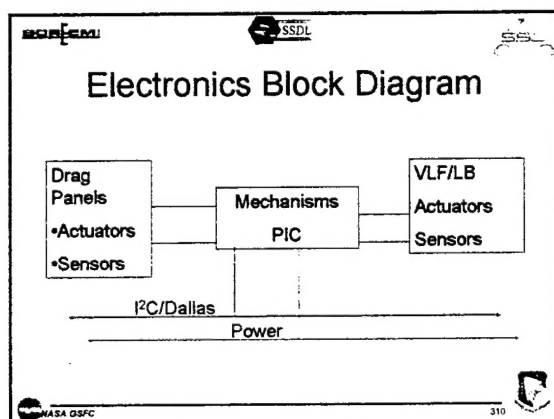 SSDL
SSL
Electronics Block Diagram
Drag
Panels
•Actuators
•Sensors
Mechanisms
PIC
VLF/LB
Actuators
Sensors
I²C/Dallas
Power
NASA GSFC
310